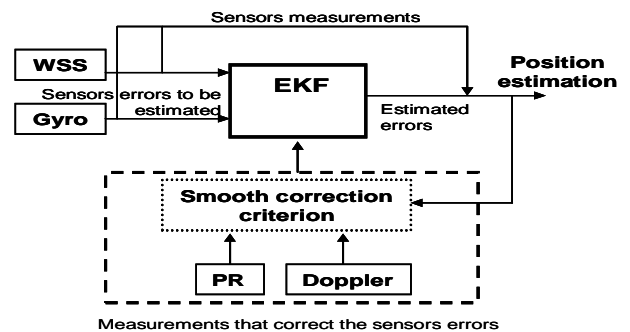 Sensors measurements
WSS
EKF
Position
estimation
Sensors errors to be
estimated
Gyro
Estimated
errors
Smooth correction
criterion
PR
Doppler
Measurements that correct the sensors errors